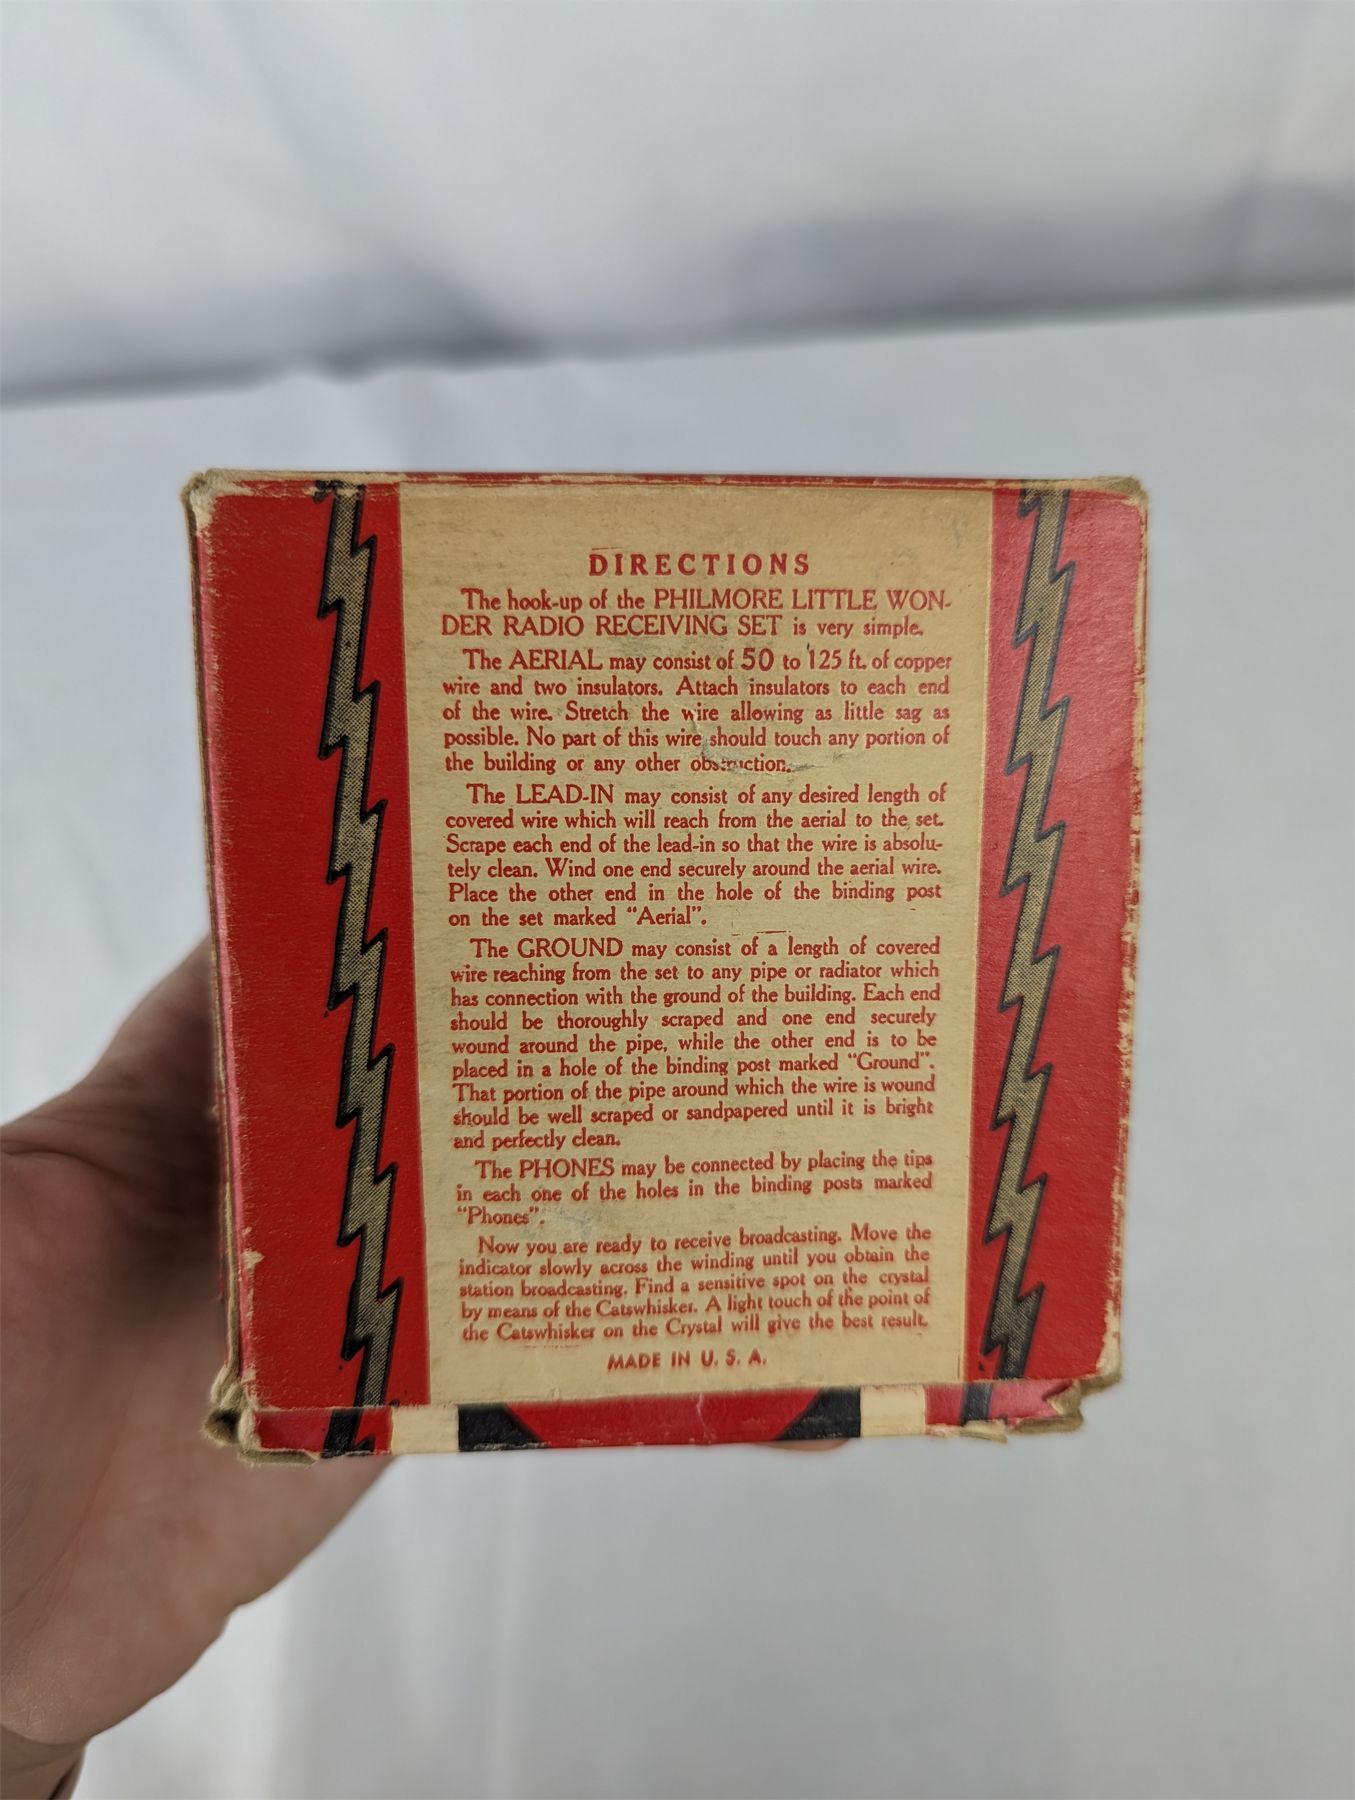 DIRECTIONS
The hook-up of the PHILMORE LITTLE WON-
DER RADIO RECEIVING SET is very simple.
The AERIAL may consist of 50 to 125 ft. of copper
wire and two insulators. Attach insulators to each end
of the wire. Stretch the wire allowing as little sag as
possible. No part of this wire should touch any portion of
the building or any other obstruction.
The LEAD-IN may consist of any desired length of
covered wire which will reach from the aerial to the set.
Scrape each end of the lead-in so that the wire is absolu-
tely clean. Wind one end securely around the aerial wire.
Place the other end in the hole of the binding post
on the set marked "Aerial".
The GROUND may consist of a length of covered
wire reaching from the set to any pipe or radiator which
has connection with the ground of the building. Each end
should be thoroughly scraped and one end securely
wound around the pipe, while the other end is to be
placed in a hole of the binding post marked "Ground".
That portion of the pipe around which the wire is wound
should be well scraped or sandpapered until it is bright
and perfectly clean.
The PHONES may be connected by placing the tips
in each one of the holes in the binding posts marked
"Phones".
Now you are ready to receive broadcasting. Move the
indicator slowly across the winding until you obtain the
station broadcasting. Find a sensitive spot on the crystal
by means of the Catswhisker. A light touch of the point of
the Catswhisker on the Crystal will give the best result.
MADE IN U. S. A.